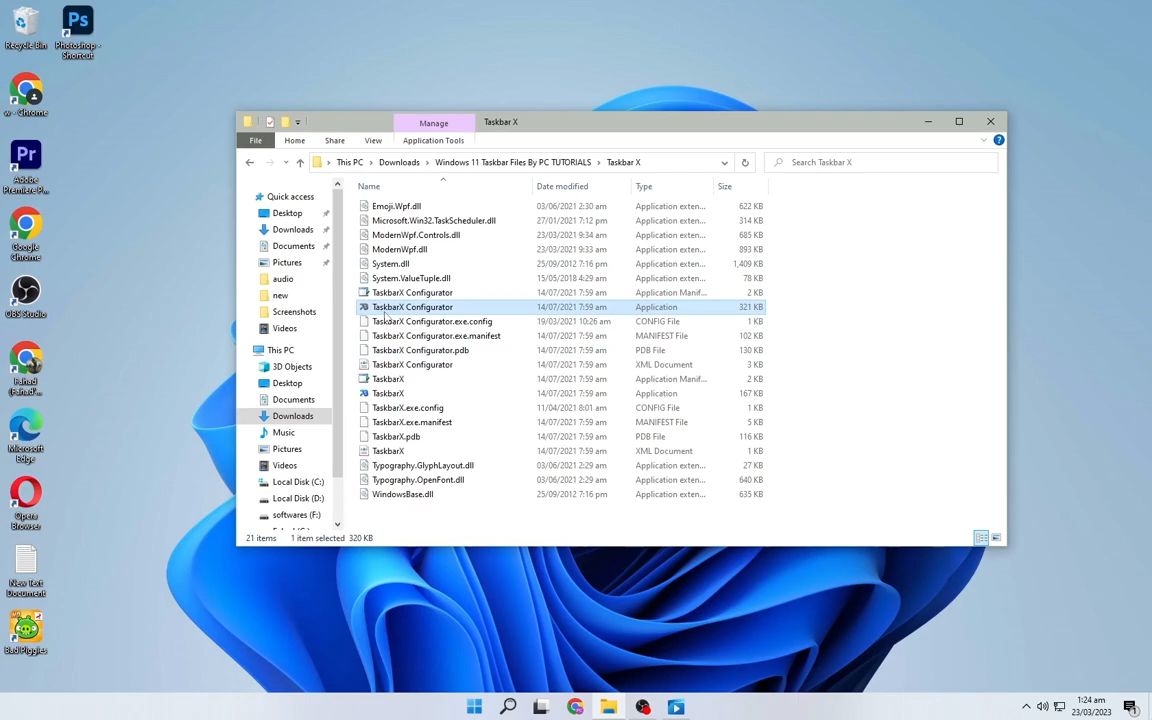 Recycle Bin
Photoshop - Shortcut
w - Chrome
Adobe Premiere P...
Google Chrome
OBS Studio
Fahad (Fahad'...
Microsoft Edge
Opera Browser
New Text Document
Bad Piggies
Manage
Taskbar X
File
Home
Share
View
Application Tools
This PC > Downloads > Windows 11 Taskbar Files By PC TUTORIALS > Taskbar X
Search Taskbar X
Quick access
Desktop
Downloads
Documents
Pictures
audio
new
Screenshots
Videos
This PC
3D Objects
Desktop
Documents
Downloads
Music
Pictures
Videos
Local Disk (C:)
Local Disk (D:)
softwares (F:)
Name Date modified Type Size
Emoji.Wpf.dll 03/06/2021 2:30 am Application exten... 622 KB
Microsoft.Win32.TaskScheduler.dll 27/01/2021 7:12 pm Application exten... 314 KB
ModernWpf.Controls.dll 23/03/2021 9:34 am Application exten... 685 KB
ModernWpf.dll 23/03/2021 9:33 am Application exten... 893 KB
System.dll 25/09/2012 7:16 pm Application exten... 1,409 KB
System.ValueTuple.dll 15/05/2018 4:29 am Application exten... 78 KB
TaskbarX Configurator 14/07/2021 7:59 am Application Manif... 2 KB
TaskbarX Configurator 14/07/2021 7:59 am Application 321 KB
TaskbarX Configurator.exe.config 19/03/2021 10:26 am CONFIG File 1 KB
TaskbarX Configurator.exe.manifest 14/07/2021 7:59 am MANIFEST File 102 KB
TaskbarX Configurator.pdb 14/07/2021 7:59 am PDB File 130 KB
TaskbarX Configurator 14/07/2021 7:59 am XML Document 3 KB
TaskbarX 14/07/2021 7:59 am Application Manif... 2 KB
TaskbarX 14/07/2021 7:59 am Application 167 KB
TaskbarX.exe.config 11/04/2021 8:01 am CONFIG File 1 KB
TaskbarX.exe.manifest 14/07/2021 7:59 am MANIFEST File 5 KB
TaskbarX.pdb 14/07/2021 7:59 am PDB File 116 KB
TaskbarX 14/07/2021 7:59 am XML Document 1 KB
Typography.GlyphLayout.dll 03/06/2021 2:29 am Application exten... 27 KB
Typography.OpenFont.dll 03/06/2021 2:29 am Application exten... 640 KB
WindowsBase.dll 25/09/2012 7:16 pm Application exten... 635 KB
21 items 1 item selected 320 KB
1:24 am
23/03/2023